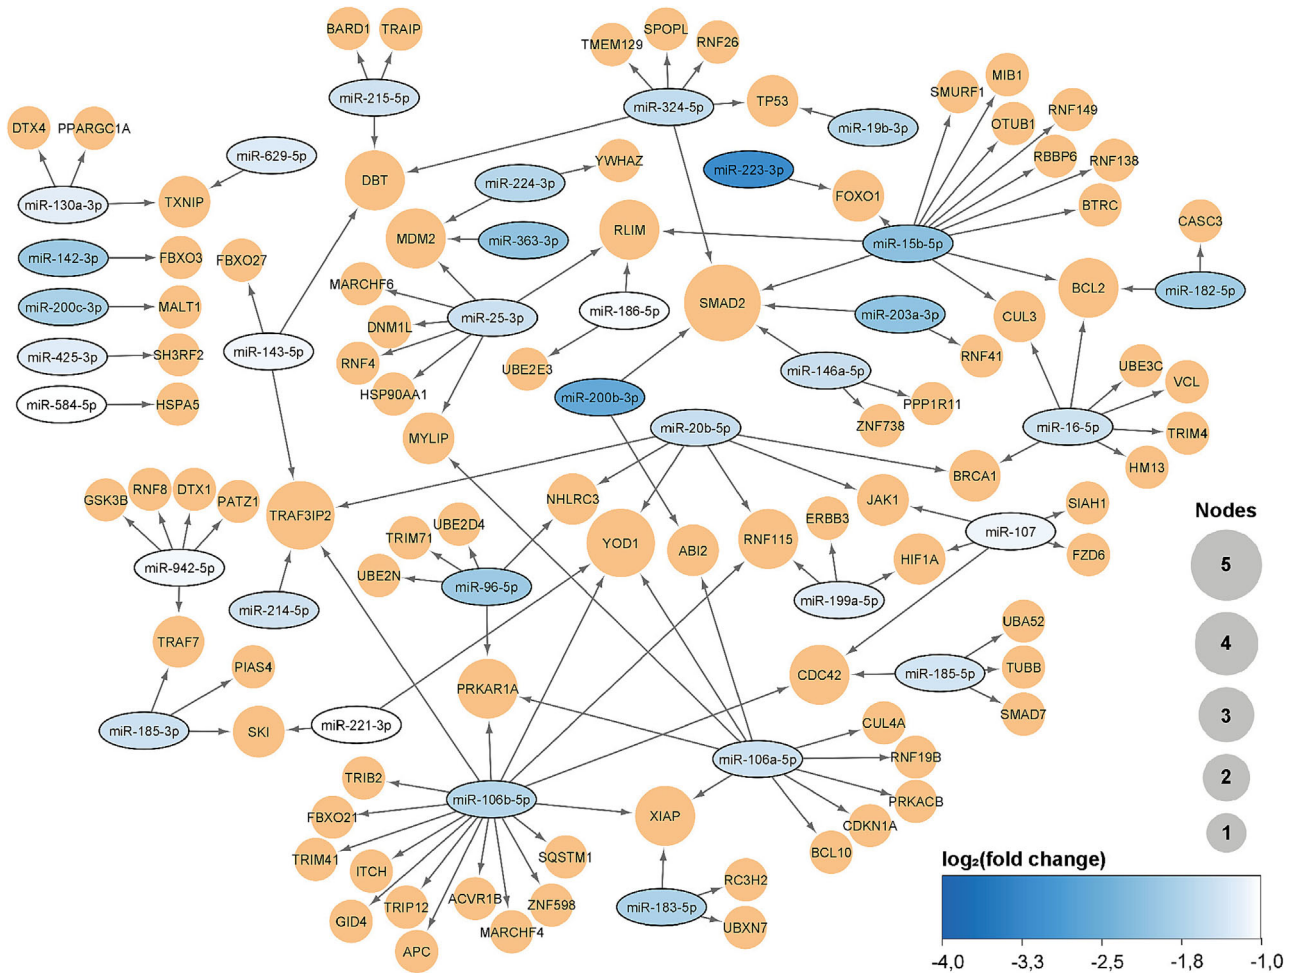 BARD1
TRAIP
miR-215-5p
TMEM129
SPOPL
RNF26
miR-324-5p
TP53
miR-19b-3p
SMURF1
MIB1
OTUB1
RNF149
RBBP6
RNF138
BTRC
DTX4
PPARGC1A
miR-629-5p
miR-130a-3p
TXNIP
DBT
miR-224-3p
YWHAZ
miR-223-3p
FOXO1
miR-15b-5p
CASC3
miR-142-3p
FBXO3
FBXO27
MDM2
miR-363-3p
RLIM
BCL2
miR-182-5p
miR-200c-3p
MALT1
MARCHF6
miR-25-3p
miR-186-5p
SMAD2
miR-203a-3p
CUL3
DNM1L
RNF4
HSP90AA1
UBE2E3
RNF41
miR-425-3p
SH3RF2
miR-143-5p
miR-584-5p
HSPA5
miR-200b-3p
miR-146a-5p
PPP1R11
ZNF738
UBE3C
VCL
miR-16-5p
TRIM4
HM13
MYLIP
miR-20b-5p
BRCA1
GSK3B
RNF8
DTX1
PATZ1
TRAF3IP2
NHLRC3
JAK1
SIAH1
miR-107
FZD6
HIF1A
ERBB3
RNF115
YOD1
ABI2
UBE2D4
TRIM71
UBE2N
miR-96-5p
miR-199a-5p
miR-942-5p
miR-214-5p
TRAF7
PIAS4
miR-185-3p
SKI
miR-221-3p
PRKAR1A
CDC42
miR-185-5p
UBA52
TUBB
SMAD7
CUL4A
RNF19B
PRKACB
CDKN1A
BCL10
miR-106a-5p
TRIB2
FBXO21
TRIM41
ITCH
GID4
TRIP12
APC
ACVR1B
MARCHF4
ZNF598
SQSTM1
miR-106b-5p
XIAP
miR-183-5p
RC3H2
UBXN7
Nodes
5
4
3
2
1
log₂(fold change)
-4,0 -3,3 -2,5 -1,8 -1,0